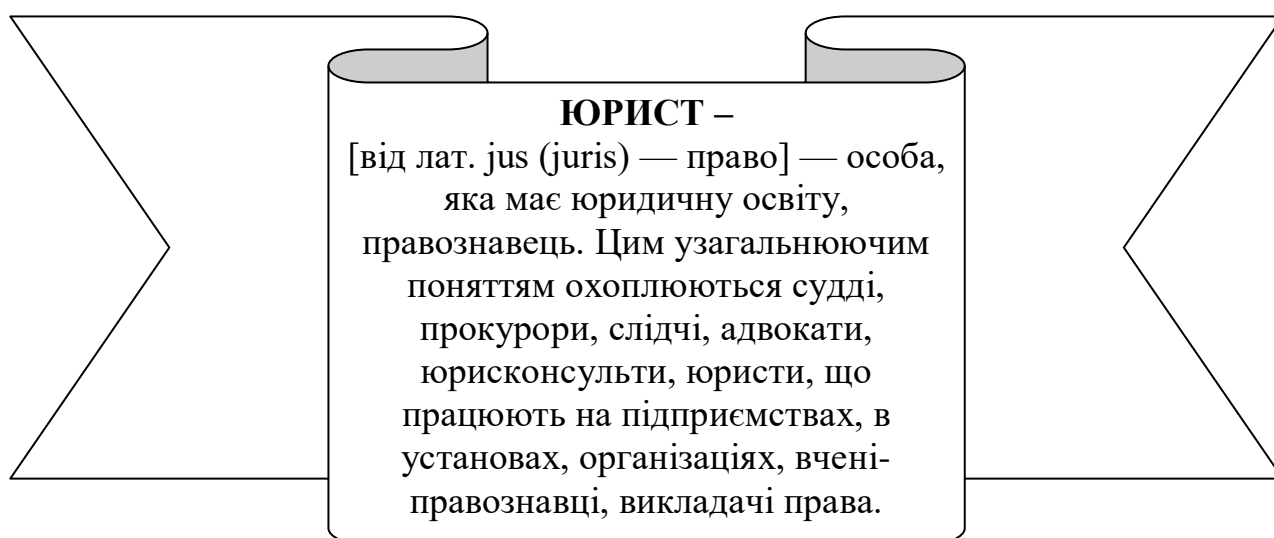 ЮРИСТ –
[від лат. jus (juris) — право] — особа,
яка має юридичну освіту,
правознавець. Цим узагальнюючим
поняттям охоплюються судді,
прокурори, слідчі, адвокати,
юрисконсульти, юристи, що
працюють на підприємствах, в
установах, організаціях, вчені-
правознавці, викладачі права.